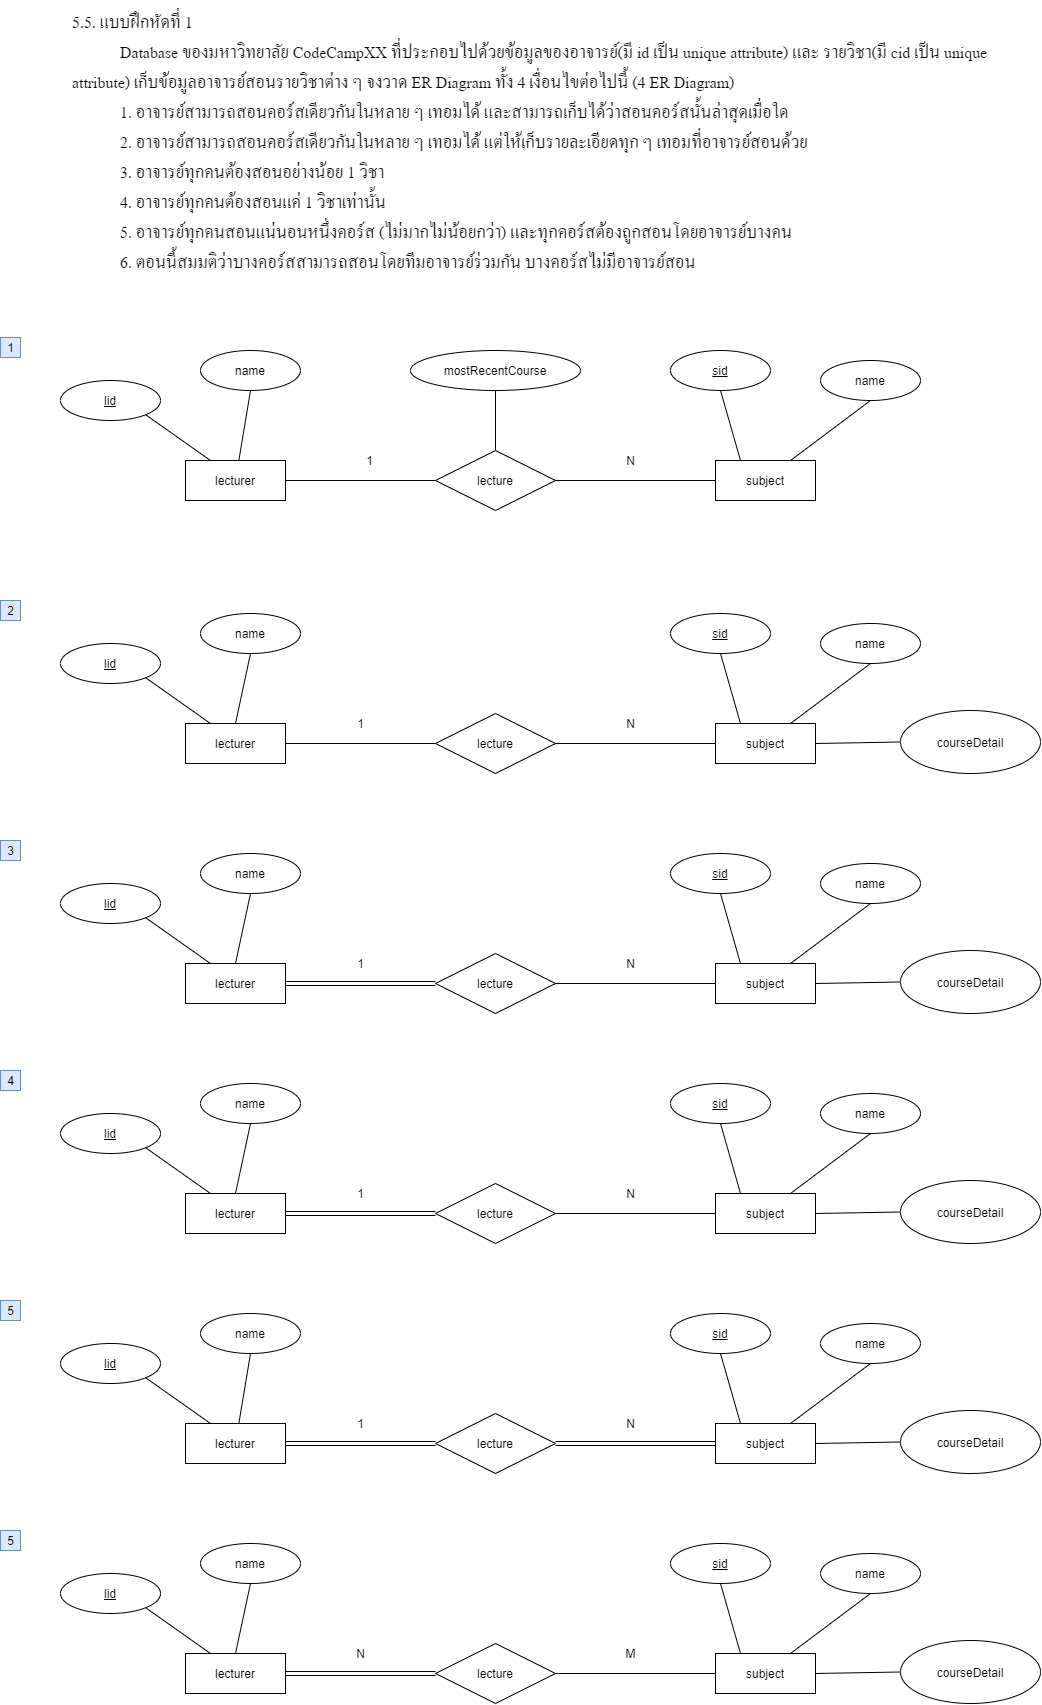 5.5. แบบฝึกหัดที่ 1
Database ของมหาวิทยาลัย CodeCampXX ที่ประกอบไปด้วยข้อมูลของอาจารย์(มี id เป็น unique attribute) และ รายวิชา(มี cid เป็น unique
attribute) เก็บข้อมูลอาจารย์สอนรายวิชาต่าง ๆ จงวาด ER Diagram ทั้ง 4 เงื่อนไขต่อไปนี้ (4 ER Diagram)
1. อาจารย์สามารถสอนคอร์สเดียวกันในหลาย ๆ เทอมได้ และสามารถเก็บได้ว่าสอนคอร์สนั้นล่าสุดเมื่อใด
2. อาจารย์สามารถสอนคอร์สเดียวกันในหลาย ๆ เทอมได้ แต่ให้เก็บรายละเอียดทุก ๆ เทอมที่อาจารย์สอนด้วย
3. อาจารย์ทุกคนต้องสอนอย่างน้อย 1 วิชา
4. อาจารย์ทุกคนต้องสอนแค่ 1 วิชาเท่านั้น
5. อาจารย์ทุกคนสอนแน่นอนหนึ่งคอร์ส (ไม่มากไม่น้อยกว่า) และทุกคอร์สต้องถูกสอนโดยอาจารย์บางคน
6. ตอนนี้สมมติว่าบางคอร์สสามารถสอนโดยทีมอาจารย์ร่วมกัน บางคอร์สไม่มีอาจารย์สอน
1
name mostRecentCourse sid name
lid
1 N
lecturer lecture subject
2
name sid name
lid
1 N
lecturer lecture subject courseDetail
3
name sid name
lid
1 N
lecturer lecture subject courseDetail
4
name sid name
lid
1 N
lecturer lecture subject courseDetail
5
name sid name
lid
1 N
lecturer lecture subject courseDetail
5
name sid name
lid
N M
lecturer lecture subject courseDetail